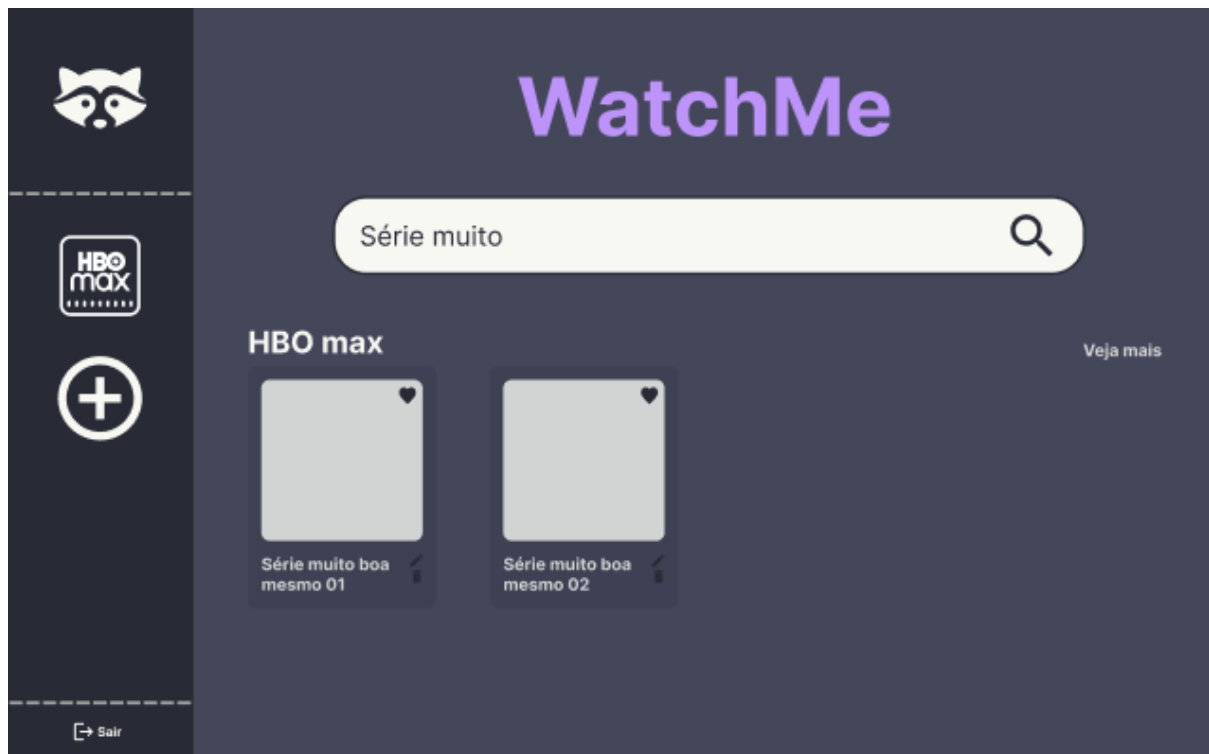 WatchMe
Série muito
HBO
max
HBO max
Veja mais
Série muito boa
mesmo 01
Série muito boa
mesmo 02
Sair